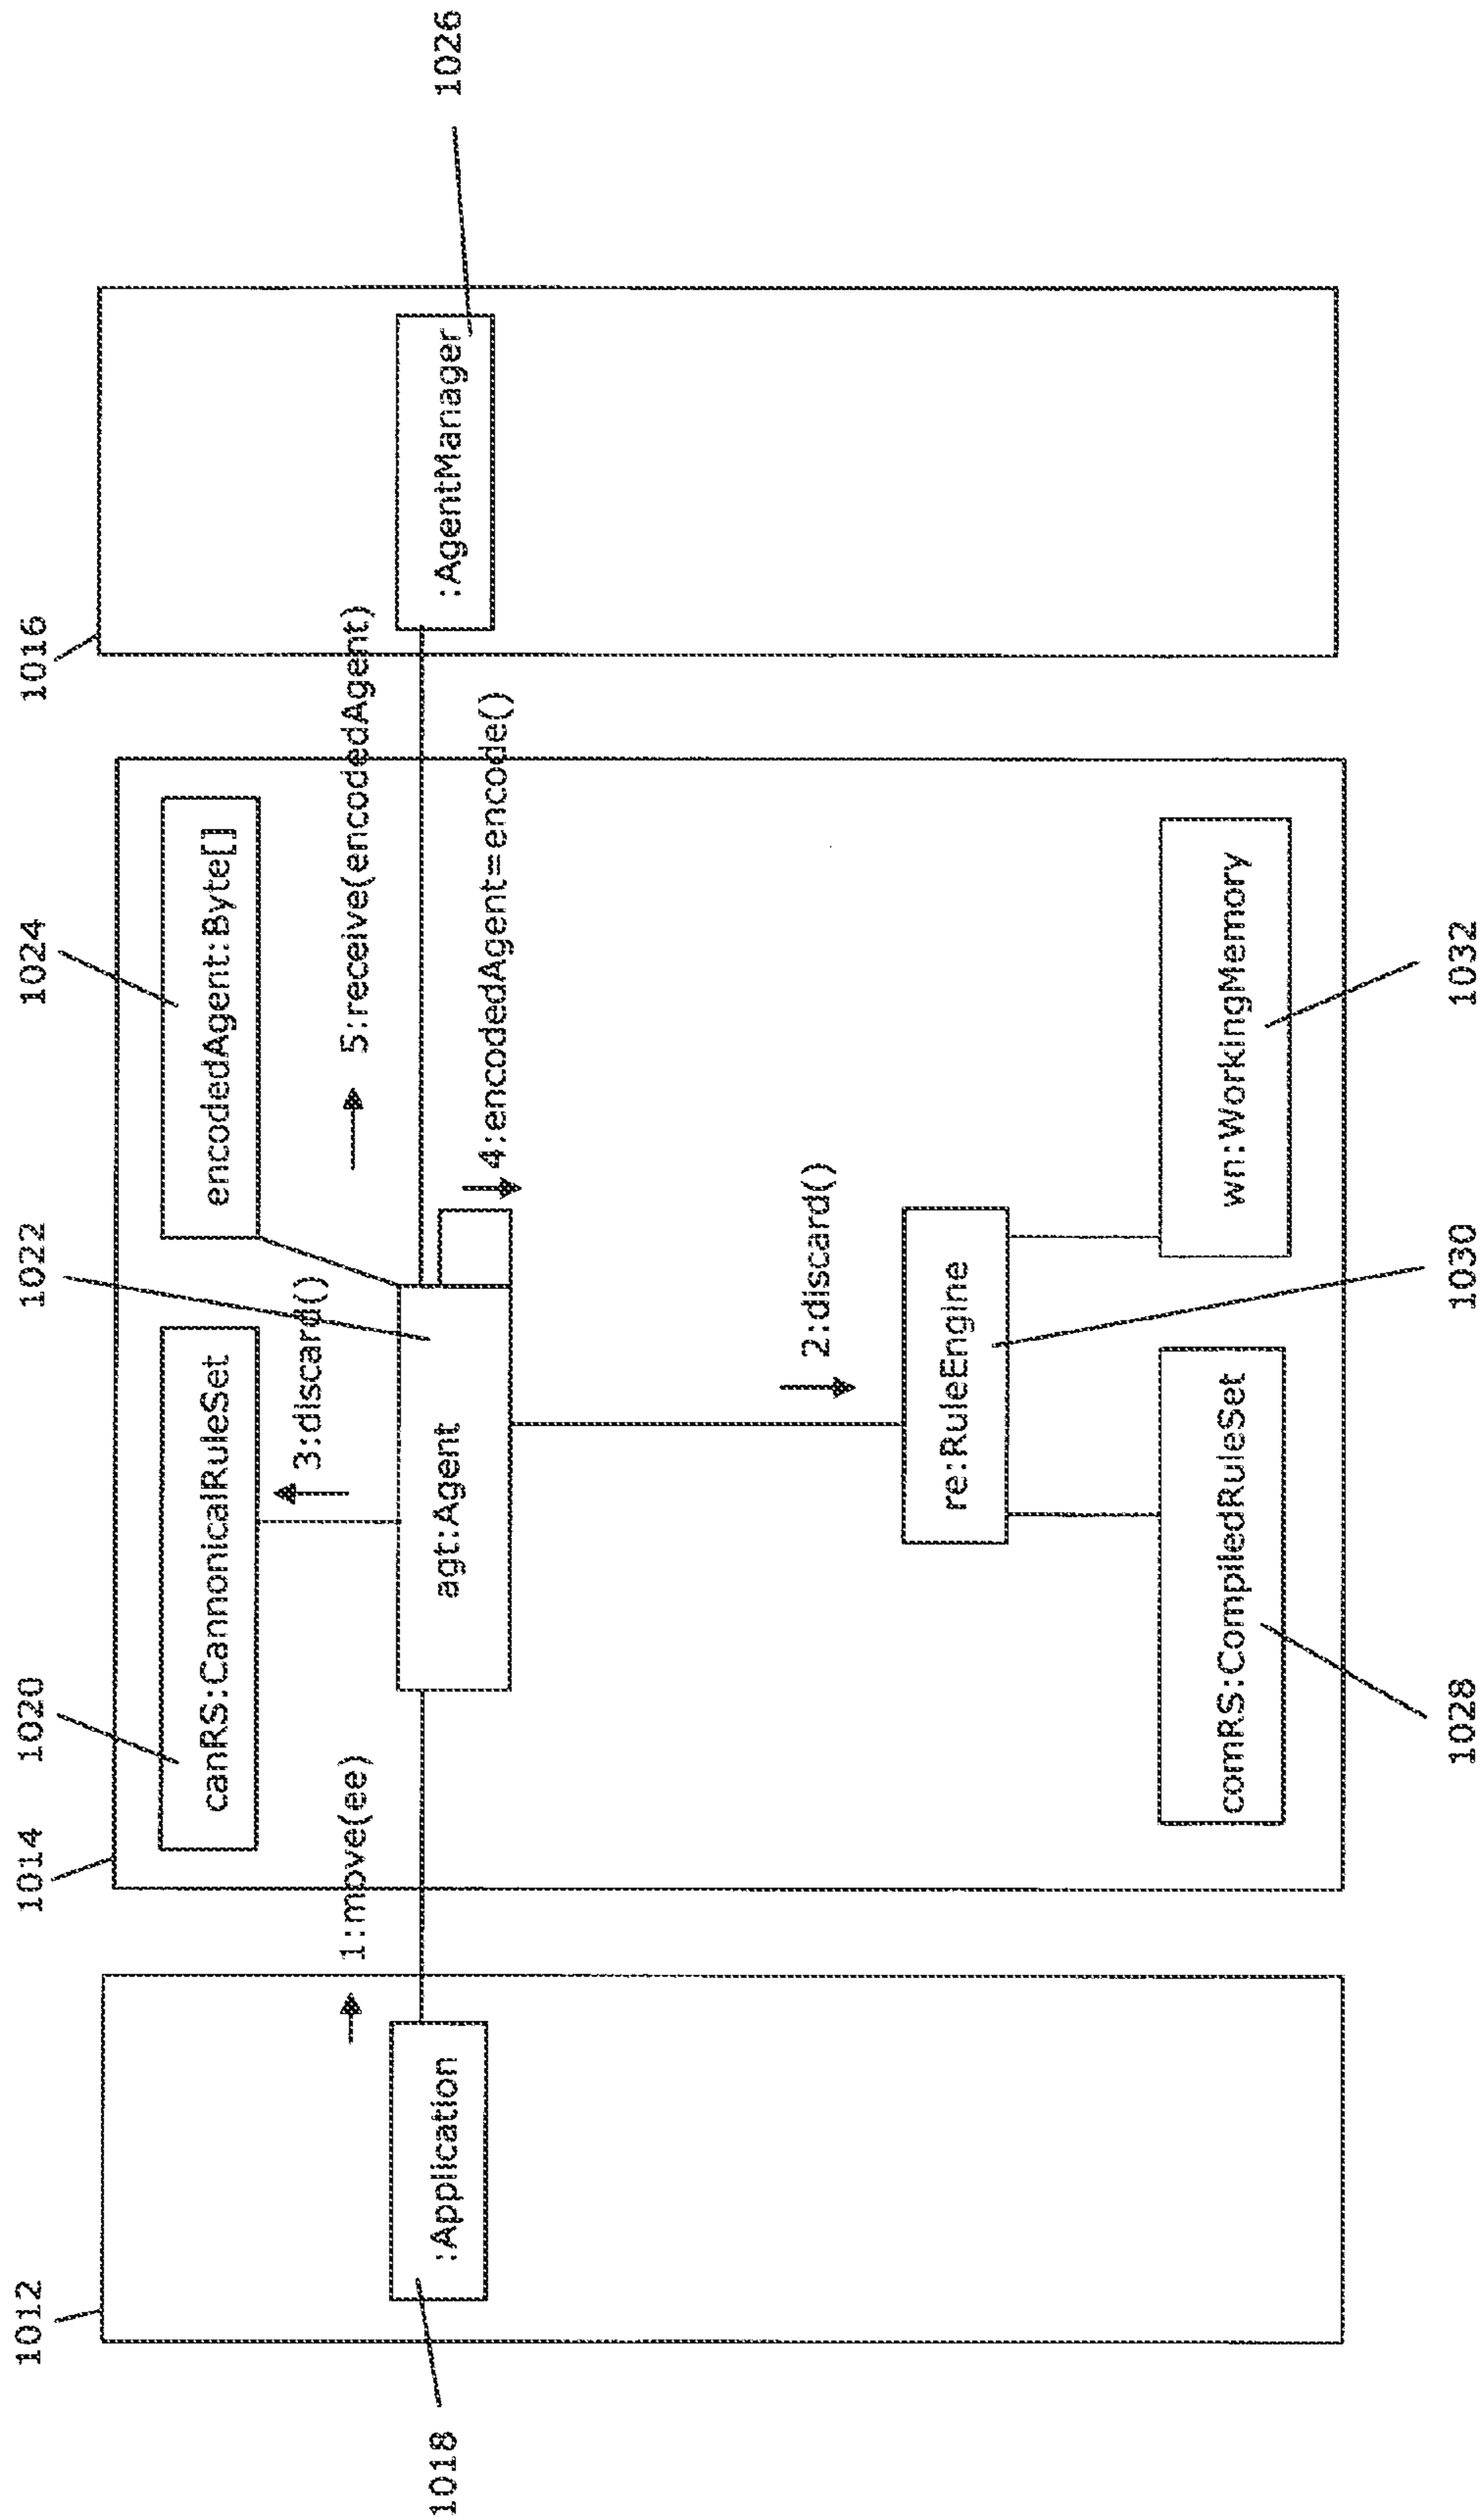 1012
1014
1020
1022
1024
1016
canRS:CannonicalRuleSet
encodedAgent:Byte[]
3:discard()
1:move(ee)
5:receive(encodedAgent)
:Application
agt:Agent
:AgentManager
1018
1026
4:encodedAgent=encode()
2:discard()
re:RuleEngine
comRS:CompiledRuleSet
wn:WorkingMemory
1028
1030
1032